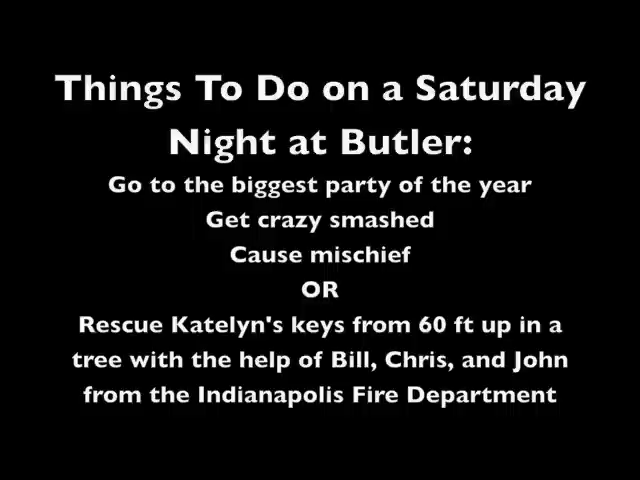 Things To Do on a Saturday
Night at Butler:
Go to the biggest party of the year
Get crazy smashed
Cause mischief
OR
Rescue Katelyn's keys from 60 ft up in a
tree with the help of Bill, Chris, and John
from the Indianapolis Fire Department